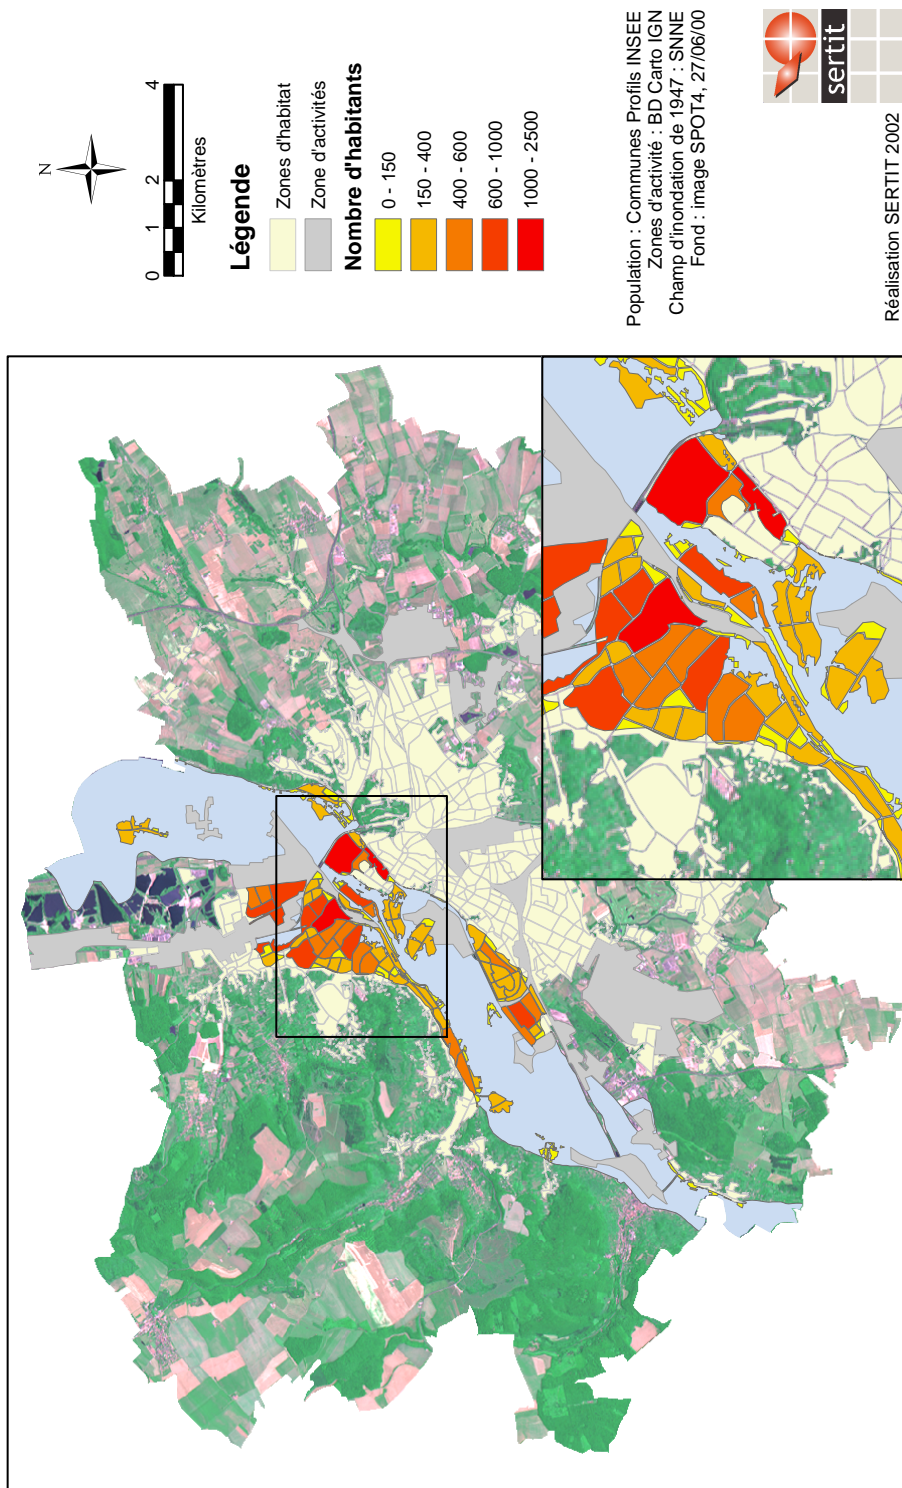 N
0 1 2 4
Kilomètres
Légende
Zones d'habitat
Zone d'activités
Nombre d'habitants
0 - 150
150 - 400
400 - 600
600 - 1000
1000 - 2500
Population : Communes Profils INSEE
Zones d'activité : BD Carto IGN
Champ d'inondation de 1947 : SNNE
Fond : image SPOT4, 27/06/00
sertit
Réalisation SERTIT 2002